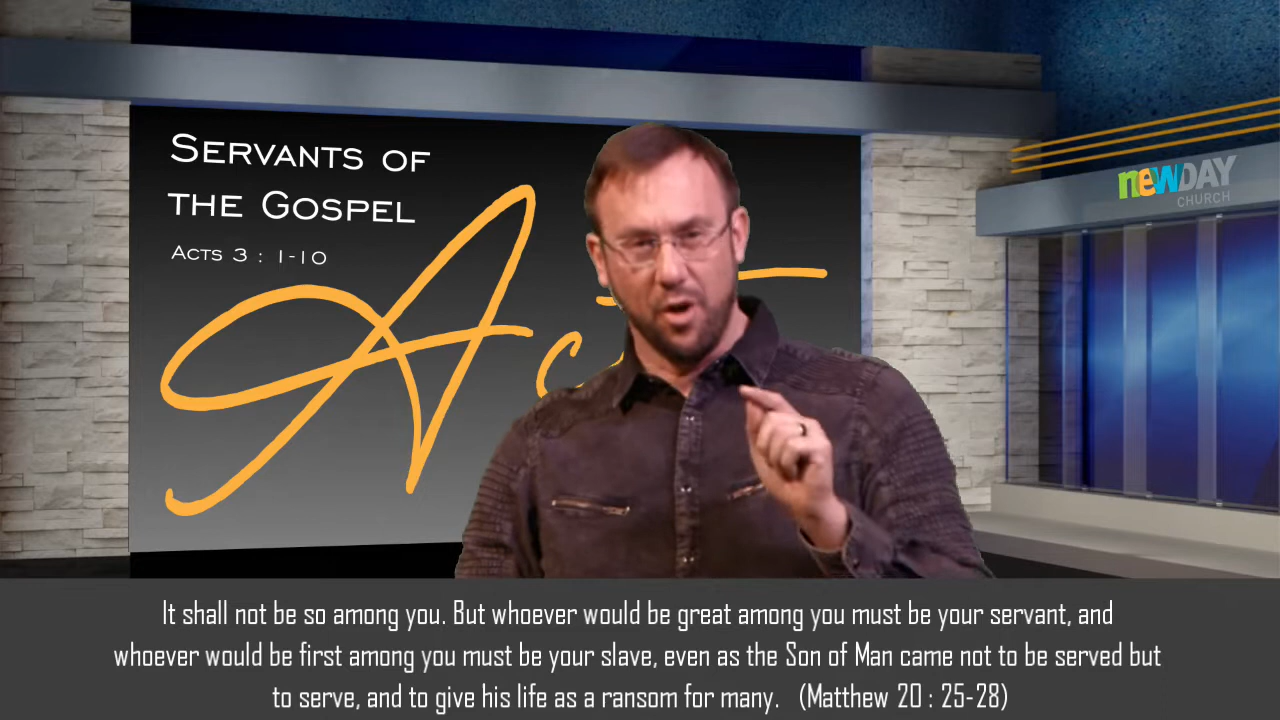 SERVANTS OF
THE GOSPEL
ACTS 3 : 1-10
Ac
newDAY
CHURCH
It shall not be so among you. But whoever would be great among you must be your servant, and
whoever would be first among you must be your slave, even as the Son of Man came not to be served but
to serve, and to give his life as a ransom for many. (Matthew 20 : 25-28)